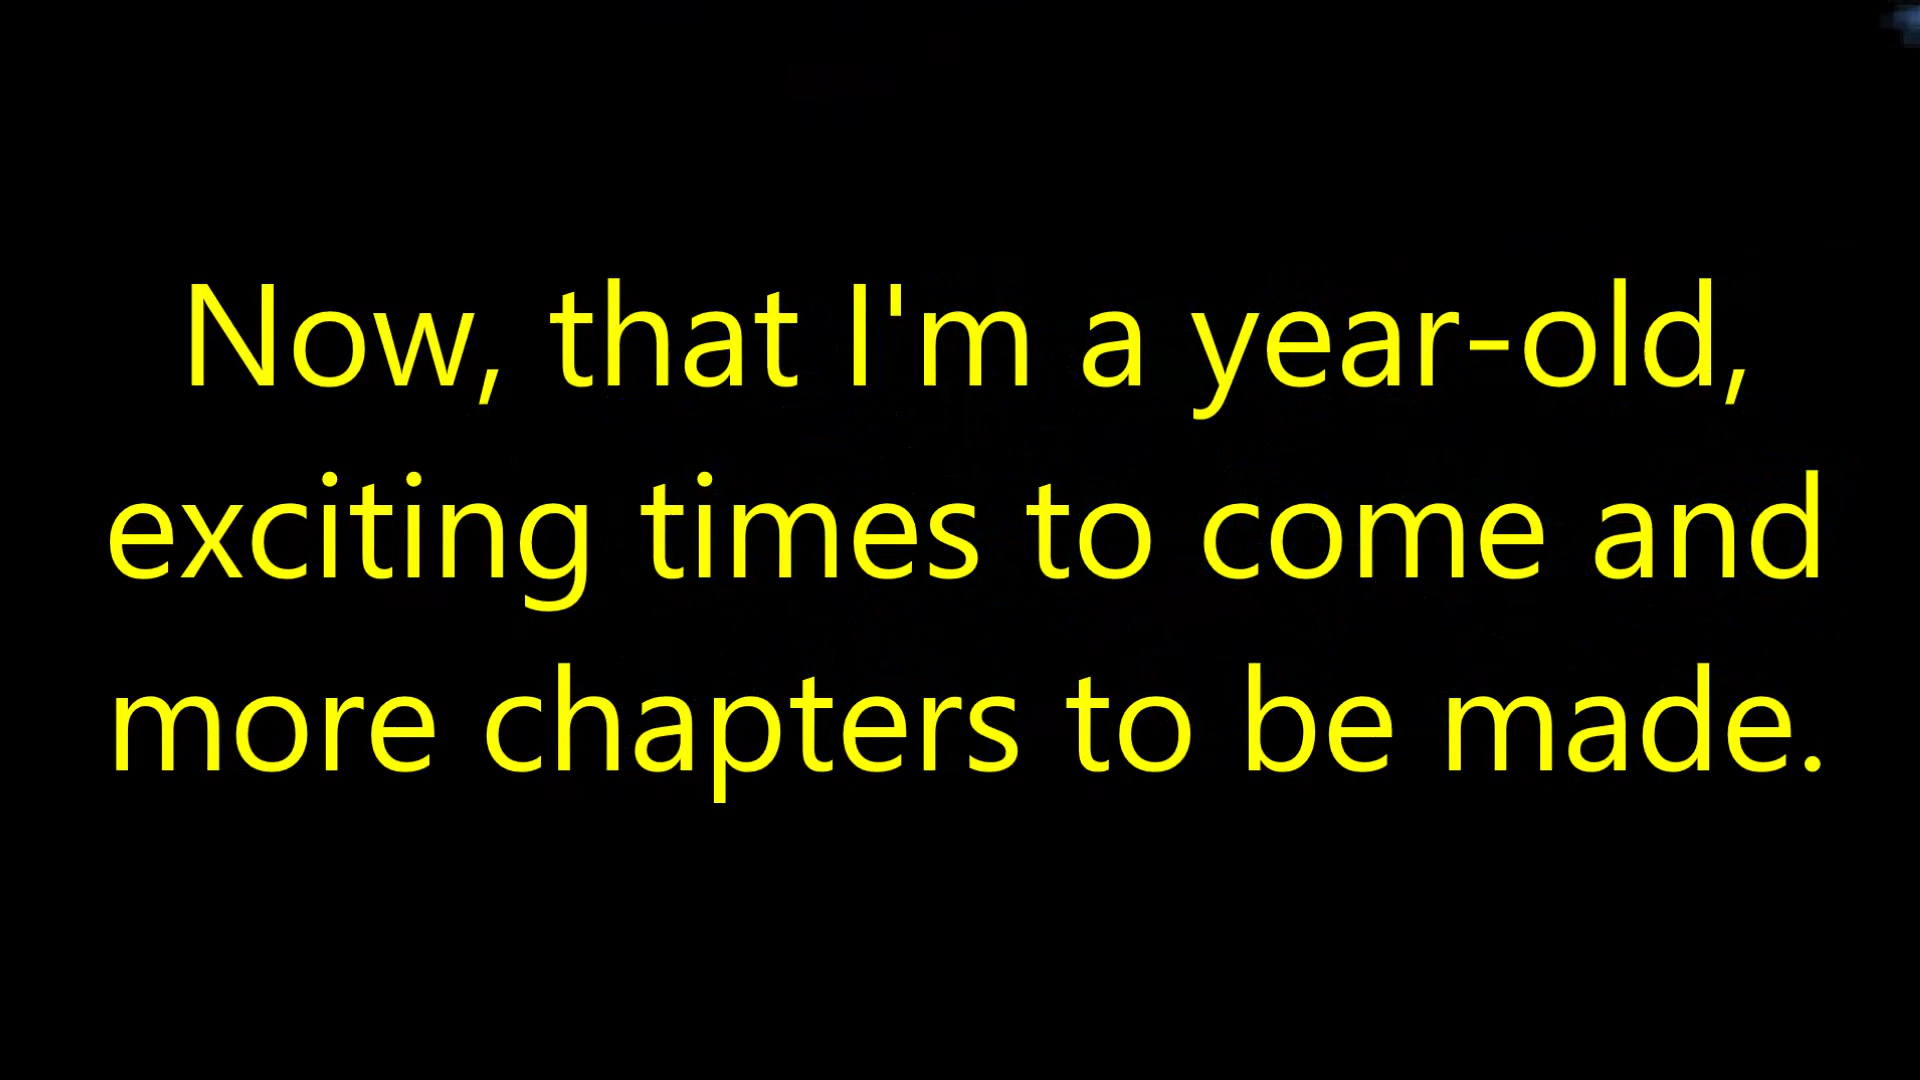 Now, that I'm a year-old,
exciting times to come and
more chapters to be made.